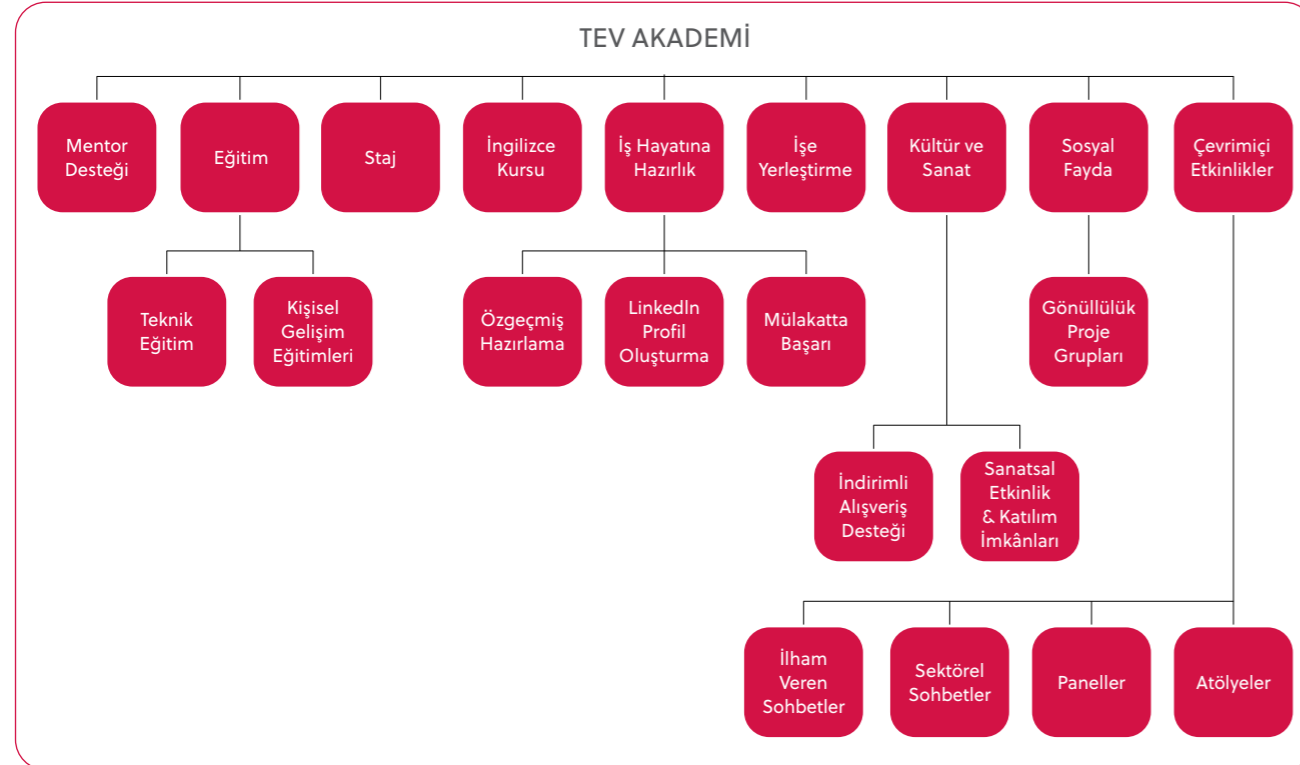 TEV AKADEMİ
Mentor
Desteği
Eğitim
Staj
İngilizce
Kursu
İş Hayatına
Hazırlık
İşe
Yerleştirme
Kültür ve
Sanat
Sosyal
Fayda
Çevrimiçi
Etkinlikler
Teknik
Eğitim
Kişisel
Gelişim
Eğitimleri
Özgeçmiş
Hazırlama
LinkedIn
Profil
Oluşturma
Mülakatta
Başarı
Gönüllülük
Proje
Grupları
İndirimli
Alışveriş
Desteği
Sanatsal
Etkinlik
& Katılım
İmkânları
İlham
Veren
Sohbetler
Sektörel
Sohbetler
Paneller
Atölyeler